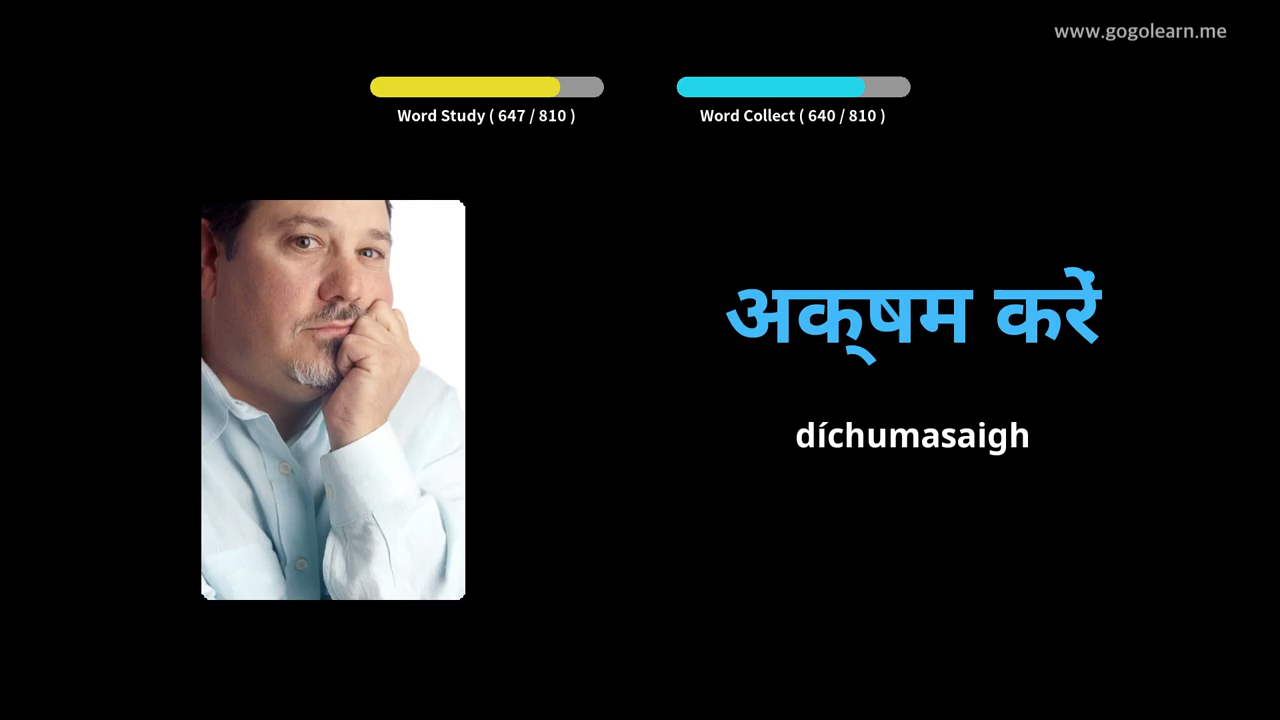 www.gogolearn.me
Word Study ( 647 / 810 )
Word Collect ( 640 / 810 )
अक्षम करें
díchumasaigh